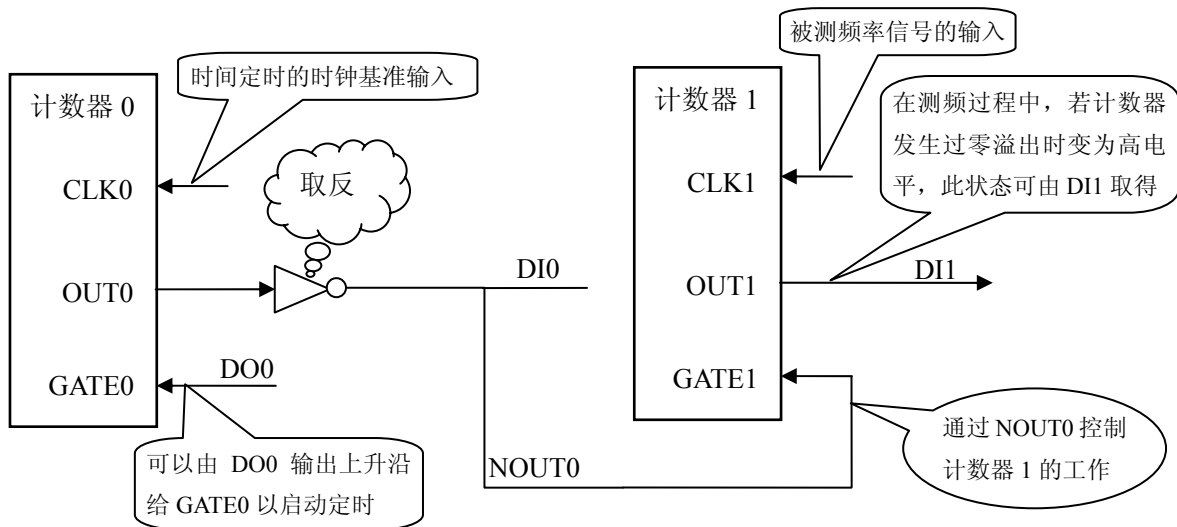 计数器 0
时间定时的时钟基准输入
CLK0
取反
OUT0
DI0
GATE0
DO0
可以由 DO0 输出上升沿
给 GATE0 以启动定时
NOUT0
被测频率信号的输入
计数器 1
在测频过程中，若计数器
发生过零溢出时变为高电
平，此状态可由 DI1 取得
CLK1
OUT1
DI1
GATE1
通过 NOUT0 控制
计数器 1 的工作